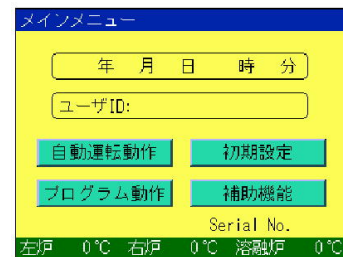 メインメニュー
年 月 日 時 分
ユーザID:
自動運転動作 初期設定
プログラム動作 補助機能
Serial No.
左炉 0℃ 右炉 0℃ 溶融炉 0℃